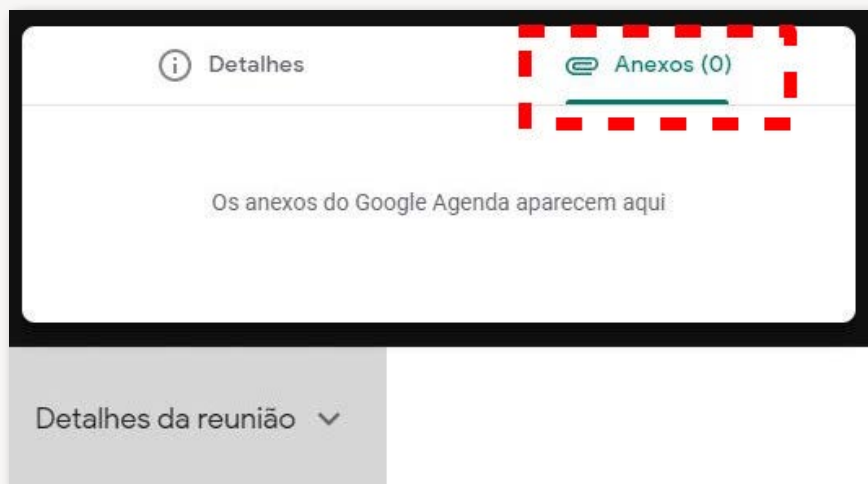 Detalhes
Anexos (0)
Os anexos do Google Agenda aparecem aqui
Detalhes da reunião